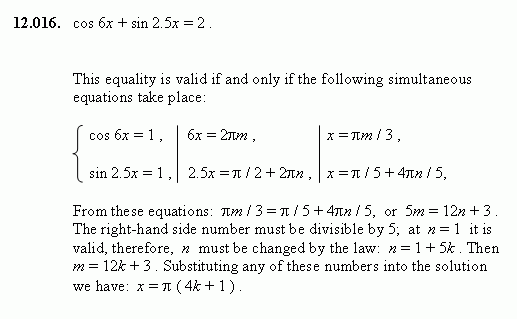 12.016. cos 6x + sin 2.5x = 2 .
This equality is valid if and only if the following simultaneous
equations take place:
cos 6x = 1 , | 6x = 2πm , | x = πm / 3 ,
sin 2.5x = 1 , | 2.5x = π / 2 + 2πn , | x = π / 5 + 4πn / 5,
From these equations: πm / 3 = π / 5 + 4πn / 5, or 5m = 12n + 3 .
The right-hand side number must be divisible by 5; at n = 1 it is
valid, therefore, n must be changed by the law: n = 1 + 5k . Then
m = 12k + 3 . Substituting any of these numbers into the solution
we have: x = π ( 4k + 1 ) .